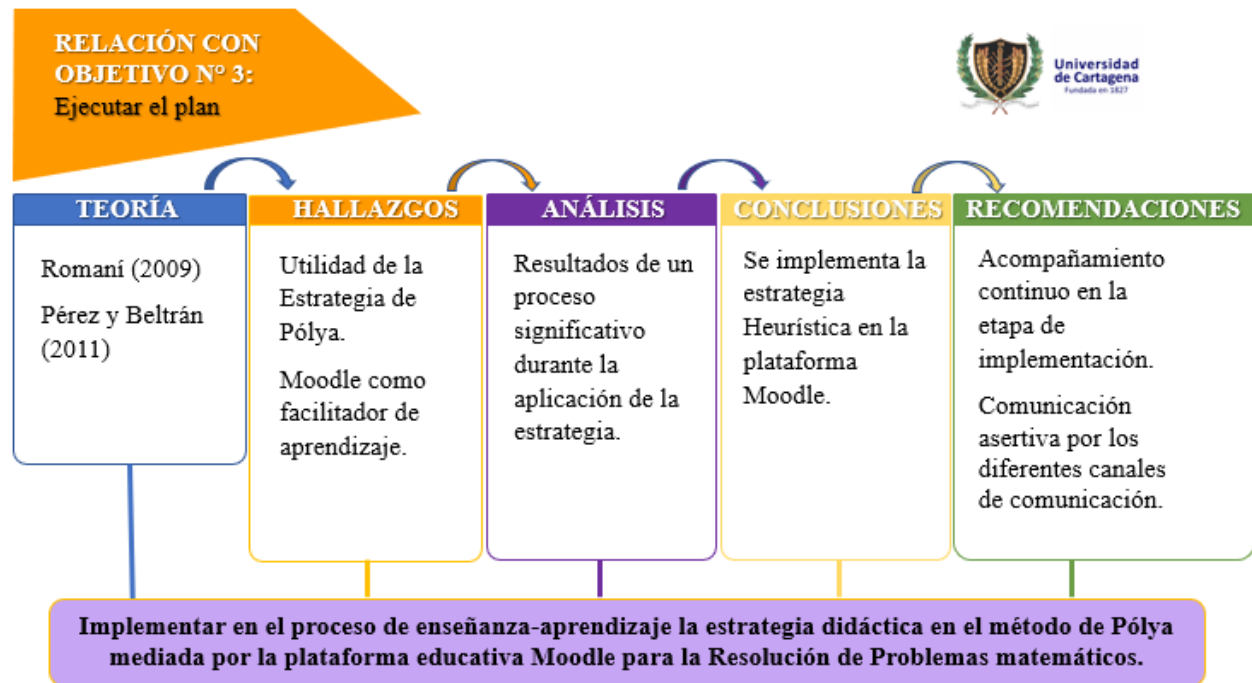 RELACIÓN CON
OBJETIVO N° 3:
Ejecutar el plan
Universidad
de Cartagena
Fundada en 1827
TEORÍA
Romaní (2009)
Pérez y Beltrán
(2011)
HALLAZGOS
Utilidad de la
Estrategia de
Pólya.
Moodle como
facilitador de
aprendizaje.
ANÁLISIS
Resultados de un
proceso
significativo
durante la
aplicación de la
estrategia.
CONCLUSIONES
Se implementa la
estrategia
Heurística en la
plataforma
Moodle.
RECOMENDACIONES
Acompañamiento
continuo en la
etapa de
implementación.
Comunicación
asertiva por los
diferentes canales
de comunicación.
Implementar en el proceso de enseñanza-aprendizaje la estrategia didáctica en el método de Pólya
mediada por la plataforma educativa Moodle para la Resolución de Problemas matemáticos.